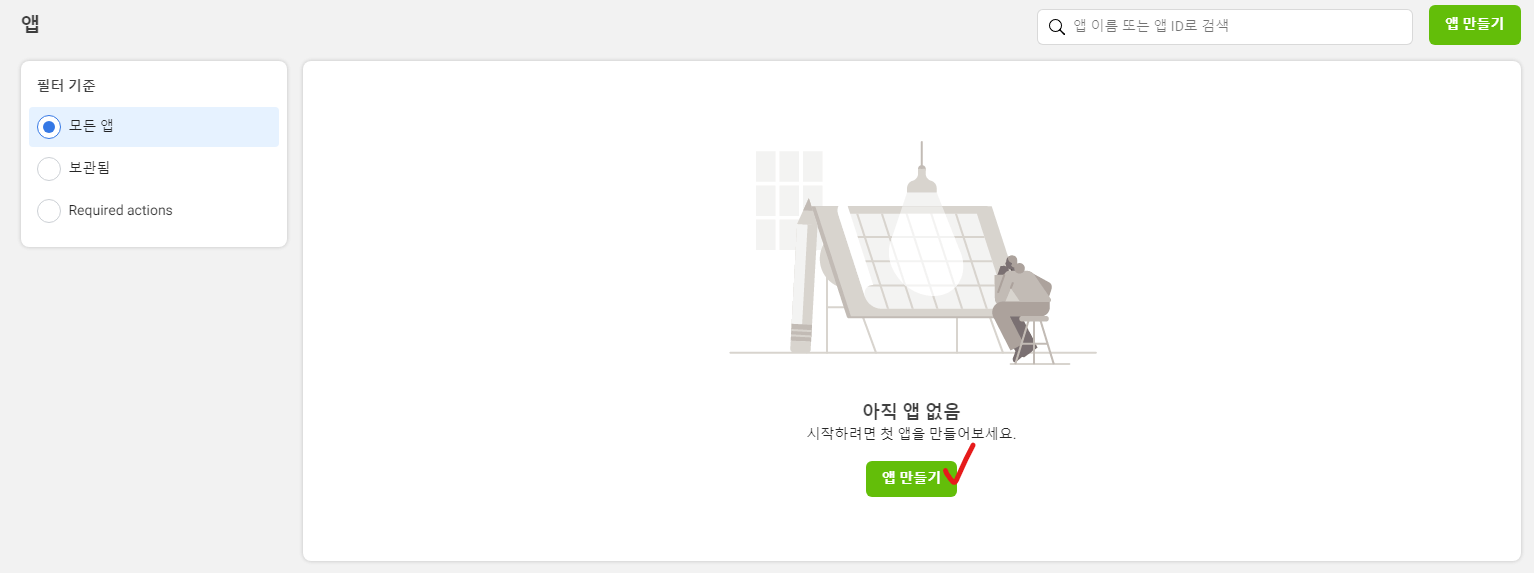 앱
앱 이름 또는 앱 ID로 검색
앱 만들기
필터 기준
모든 앱
보관됨
Required actions
아직 앱 없음
시작하려면 첫 앱을 만들어보세요.
앱 만들기